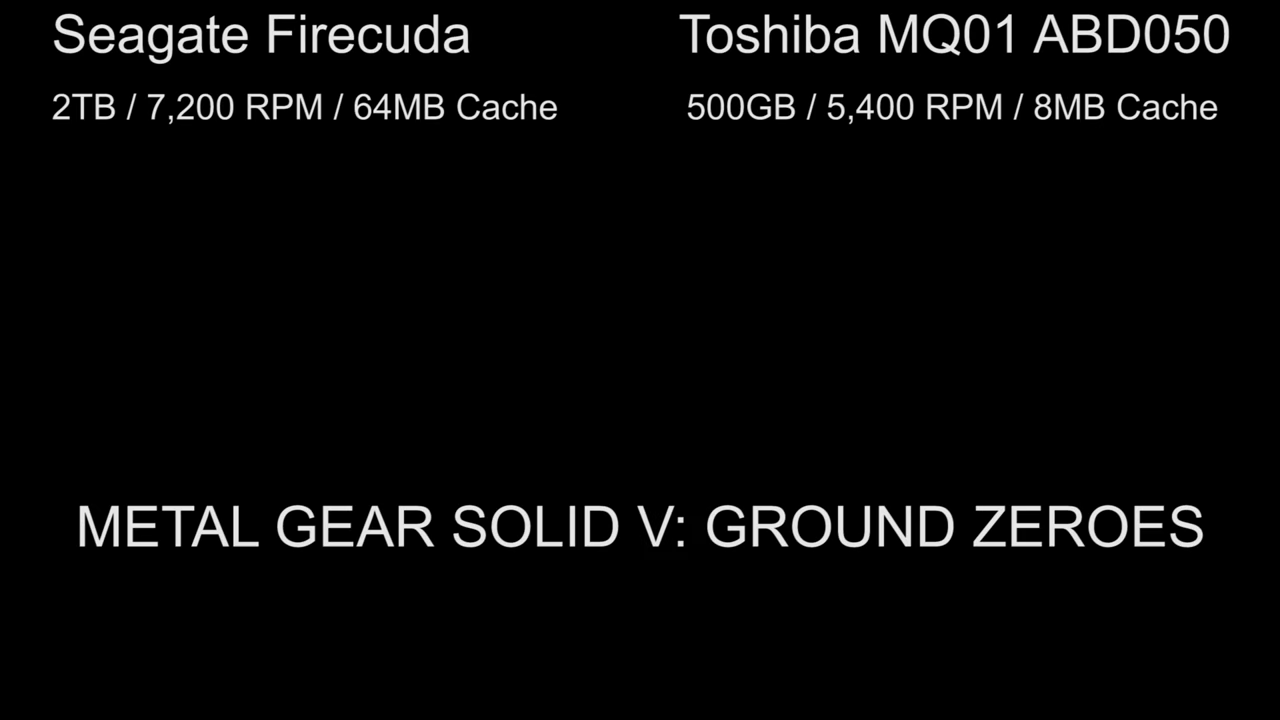 Seagate Firecuda
2TB / 7,200 RPM / 64MB Cache
Toshiba MQ01 ABD050
500GB / 5,400 RPM / 8MB Cache
METAL GEAR SOLID V: GROUND ZEROES